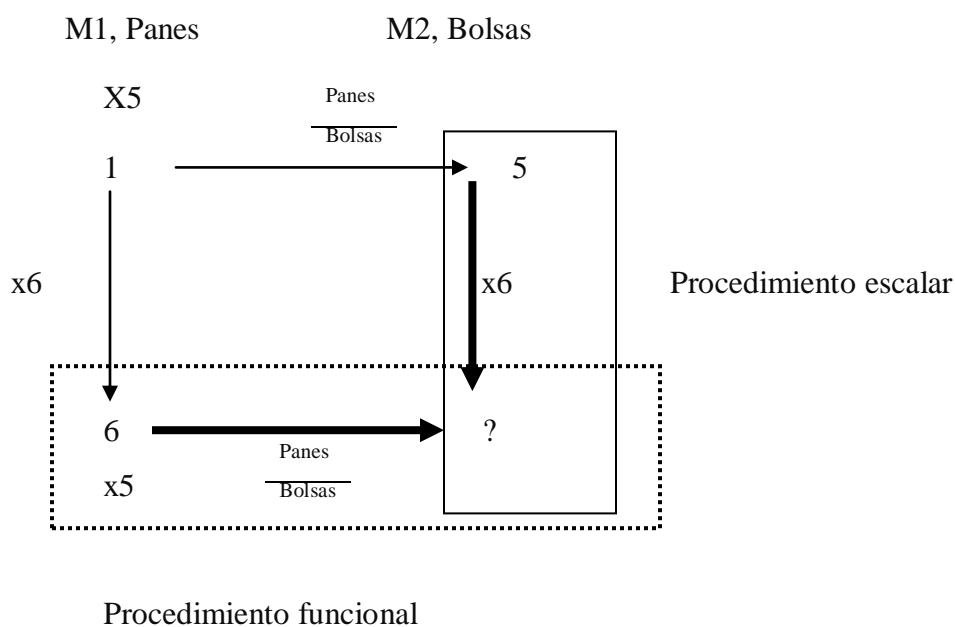 M1, Panes M2, Bolsas
X5 Panes
Bolsas
1 5
x6 x6 Procedimiento escalar
6 ?
Panes
x5 Bolsas
Procedimiento funcional